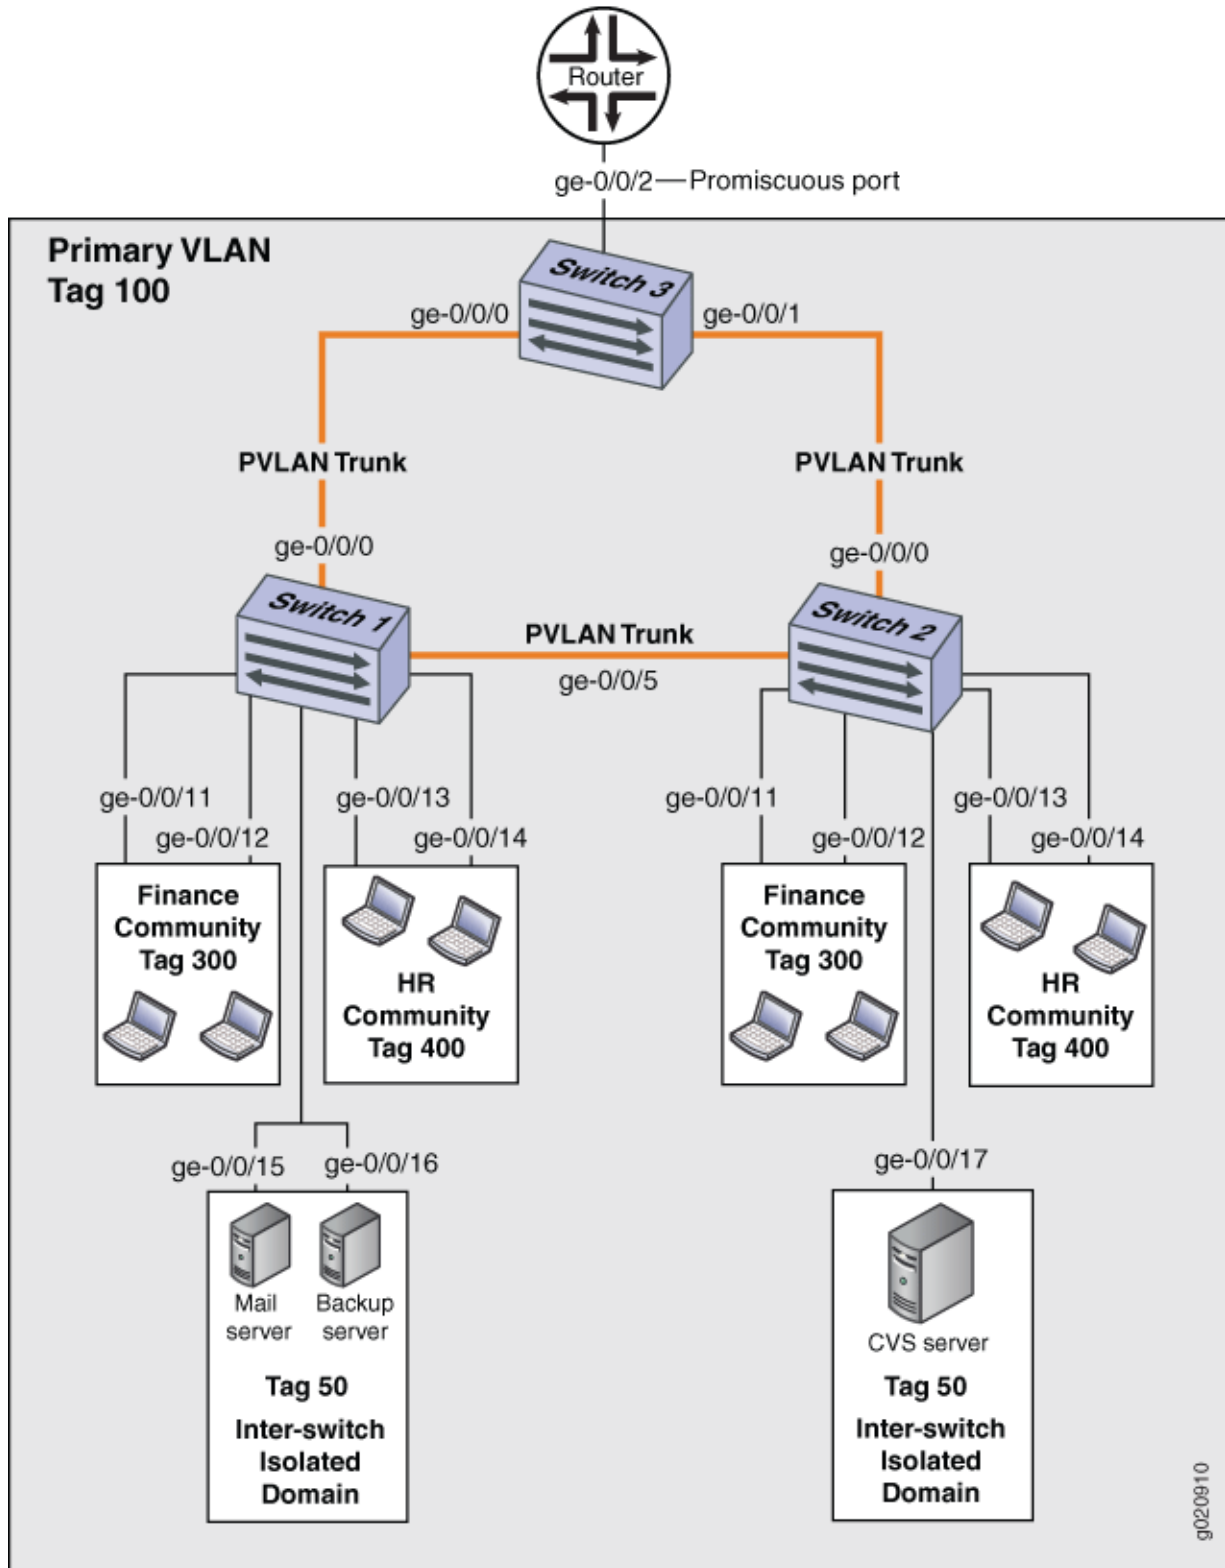 Router
ge-0/0/2
Promiscuous port
Primary VLAN
Tag 100
Switch 3
ge-0/0/0
ge-0/0/1
PVLAN Trunk
PVLAN Trunk
ge-0/0/0
ge-0/0/0
Switch 1
PVLAN Trunk
ge-0/0/5
Switch 2
ge-0/0/11
ge-0/0/12
ge-0/0/13
ge-0/0/14
ge-0/0/11
ge-0/0/12
ge-0/0/13
ge-0/0/14
Finance
Community
Tag 300
HR
Community
Tag 400
Finance
Community
Tag 300
HR
Community
Tag 400
ge-0/0/15
ge-0/0/16
ge-0/0/17
Mail
server
Backup
server
Tag 50
Inter-switch
Isolated
Domain
CVS server
Tag 50
Inter-switch
Isolated
Domain
g020910